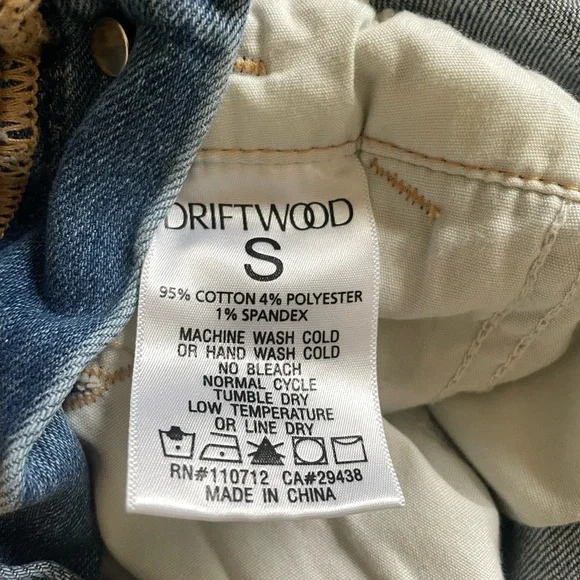 DRIFTWOOD
S
95% COTTON 4% POLYESTER
1% SPANDEX
MACHINE WASH COLD
OR HAND WASH COLD
NO BLEACH
NORMAL CYCLE
TUMBLE DRY
LOW TEMPERATURE
OR LINE DRY
RN#110712 CA#29438
MADE IN CHINA